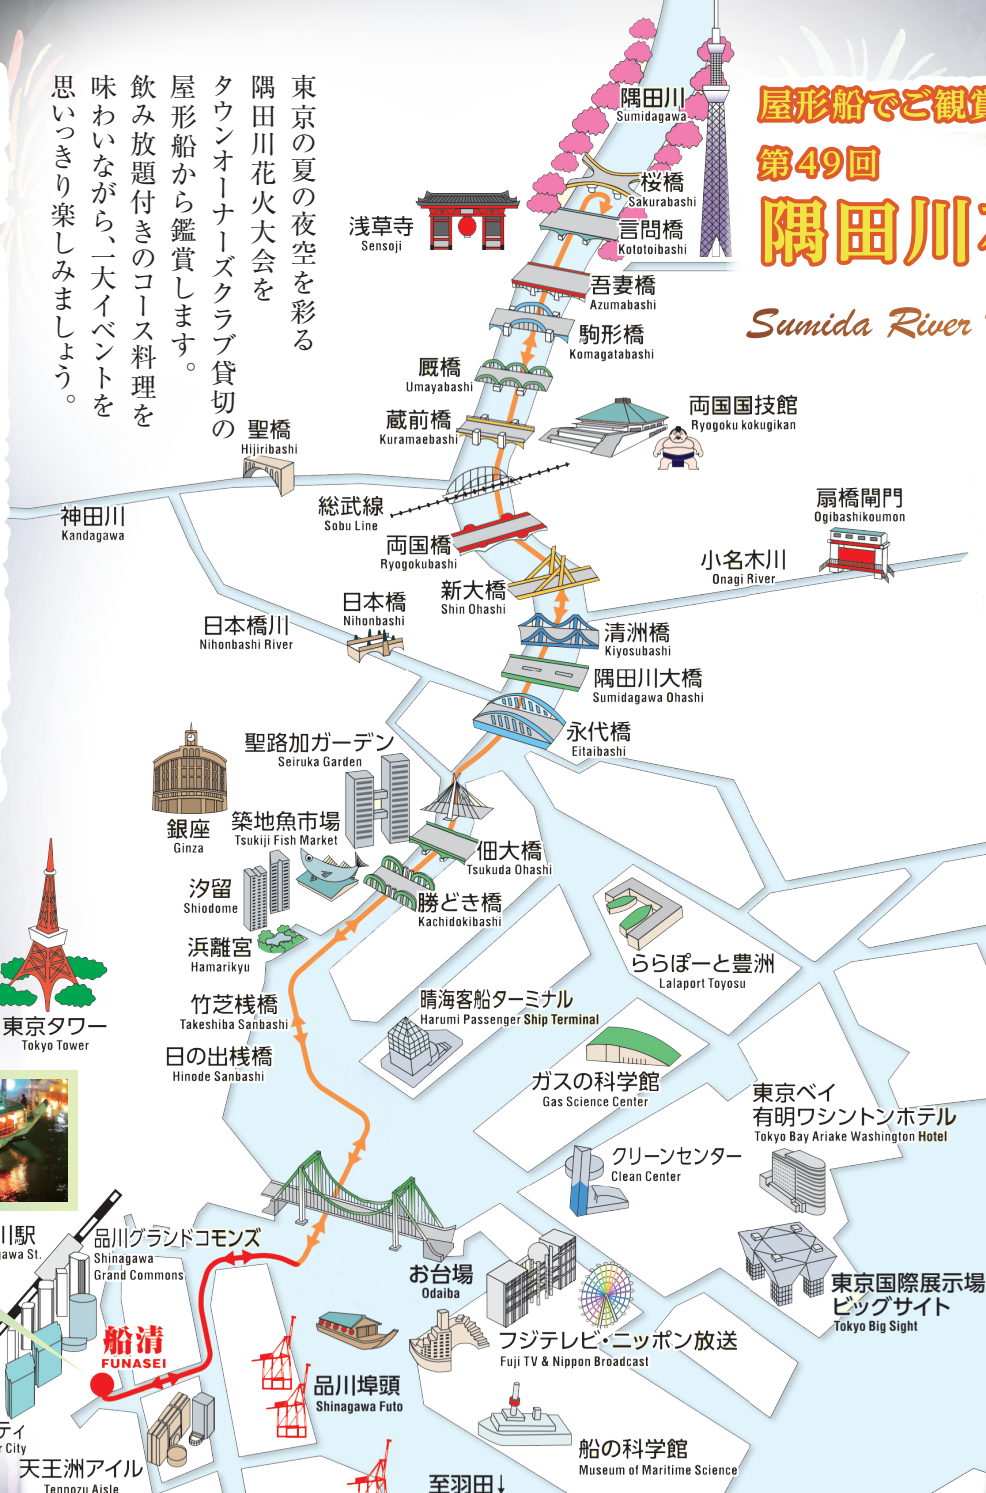 東京の夏の夜空を彩る
隅田川花火大会を
タウンオーナーズクラブ貸切の
屋形船から鑑賞します。
飲み放題付きのコース料理を
味わいながら、一大イベントを
思いっきり楽しみましょう。
屋形船でご観賞
第49回
隅田川
Sumida River
隅田川
Sumidagawa
桜橋
Sakurabashi
言問橋
Kototoibashi
浅草寺
Sensoji
吾妻橋
Azumabashi
駒形橋
Komagatabashi
厩橋
Umayabashi
蔵前橋
Kuramaebashi
両国国技館
Ryogoku kokugikan
聖橋
Hijiribashi
神田川
Kandagawa
総武線
Sobu Line
両国橋
Ryogokubashi
扇橋閘門
Ogibashikoumon
小名木川
Onagi River
新大橋
Shin Ohashi
日本橋
Nihonbashi
日本橋川
Nihonbashi River
清洲橋
Kiyosubashi
隅田川大橋
Sumidagawa Ohashi
永代橋
Eitaibashi
聖路加ガーデン
Seiruka Garden
銀座
Ginza
築地魚市場
Tsukiji Fish Market
佃大橋
Tsukuda Ohashi
汐留
Shiodome
勝どき橋
Kachidokibashi
浜離宮
Hamarikyu
ららぽーと豊洲
Lalaport Toyosu
竹芝桟橋
Takeshiba Sanbashi
晴海客船ターミナル
Harumi Passenger Ship Terminal
東京タワー
Tokyo Tower
日の出桟橋
Hinode Sanbashi
ガスの科学館
Gas Science Center
東京ベイ
有明ワシントンホテル
Tokyo Bay Ariake Washington Hotel
クリーンセンター
Clean Center
川駅
gawa St.
品川グランドコモンズ
Shinagawa
Grand Commons
お台場
Odaiba
東京国際展示場
ビッグサイト
Tokyo Big Sight
船清
FUNASEI
フジテレビ・ニッポン放送
Fuji TV & Nippon Broadcast
品川埠頭
Shinagawa Futo
ティ
r City
船の科学館
Museum of Maritime Science
天王洲アイル
Tennozu Aisle
至羽田↓